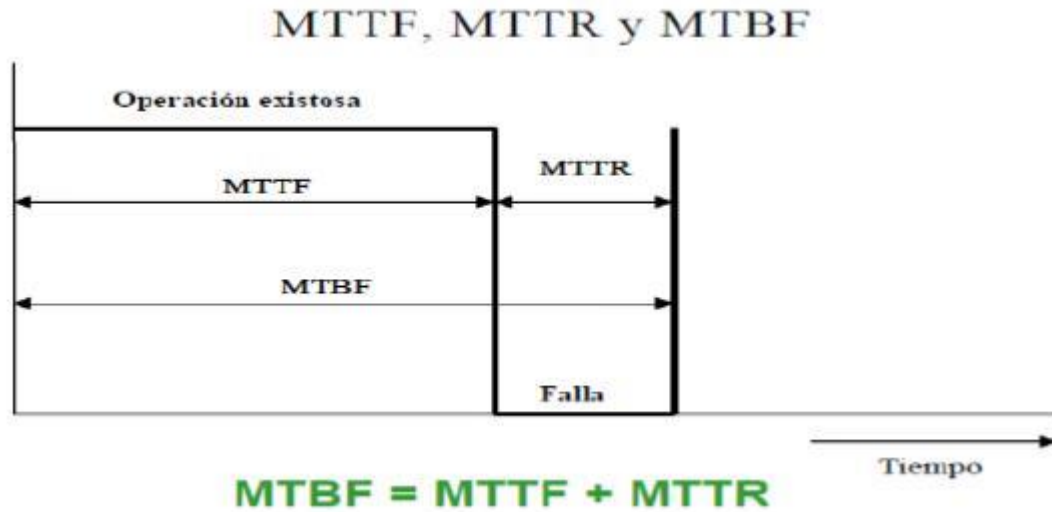 MTTF, MTTR y MTBF
Operación existosa
MTTR
MTTF
MTBF
Falla
Tiempo
MTBF = MTTF + MTTR